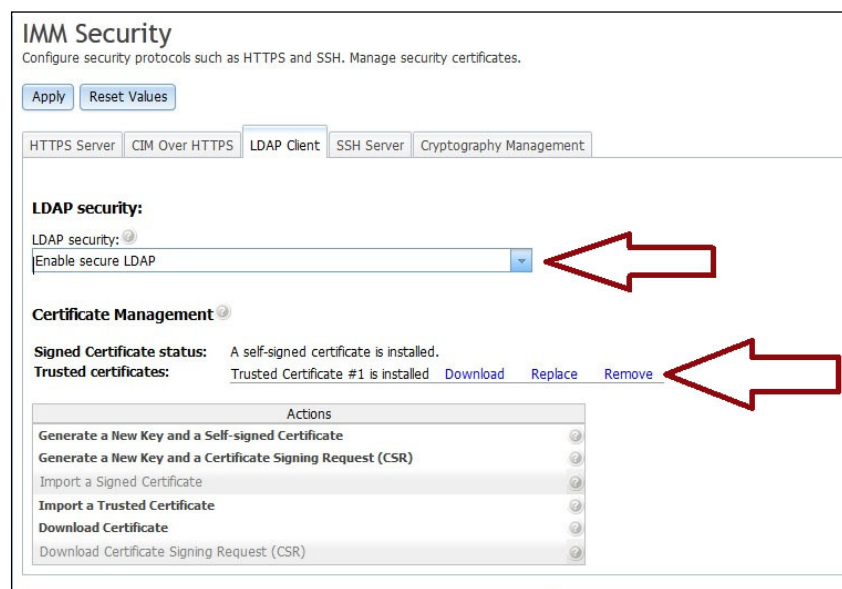 IMM Security
Configure security protocols such as HTTPS and SSH. Manage security certificates.
Apply Reset Values
HTTPS Server CIM Over HTTPS LDAP Client SSH Server Cryptography Management
LDAP security:
LDAP security:
Enable secure LDAP
Certificate Management
Signed Certificate status: A self-signed certificate is installed.
Trusted certificates: Trusted Certificate #1 is installed Download Replace Remove
Actions
Generate a New Key and a Self-signed Certificate
Generate a New Key and a Certificate Signing Request (CSR)
Import a Signed Certificate
Import a Trusted Certificate
Download Certificate
Download Certificate Signing Request (CSR)